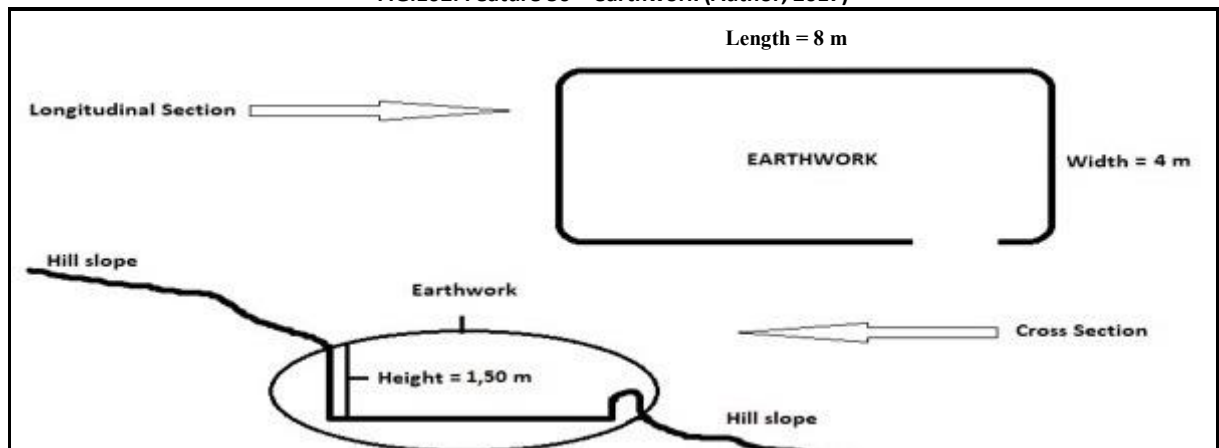 Length = 8 m
Longitudinal Section
EARTHWORK
Width = 4 m
Hill slope
Earthwork
Cross Section
Height = 1,50 m
Hill slope